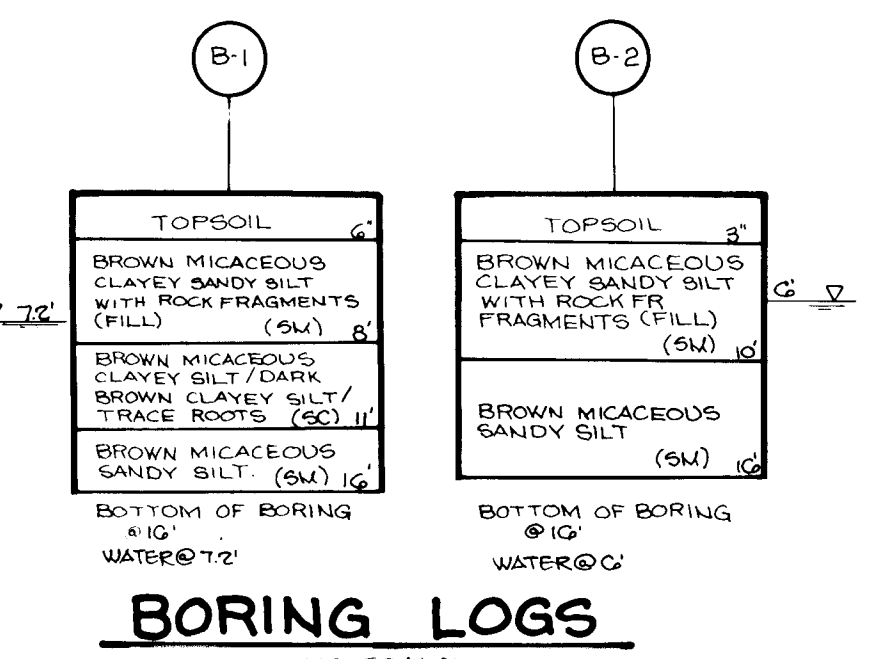 B-1
TOPSOIL 6"
BROWN MICACEOUS
CLAYEY SANDY SILT
WITH ROCK FRAGMENTS
(FILL) (SM) 8'
7.2'
BROWN MICACEOUS
CLAYEY SILT/DARK
BROWN CLAYEY SILT/
TRACE ROOTS (SC) 11'
BROWN MICACEOUS
SANDY SILT. (SM) 16'
BOTTOM OF BORING
@ 16'
WATER@ 7.2'
B-2
TOPSOIL 3"
BROWN MICACEOUS
CLAYEY SANDY SILT
WITH ROCK FR
FRAGMENTS (FILL)
(SM) 10'
6'
BROWN MICACEOUS
SANDY SILT
(SM) 16'
BOTTOM OF BORING
@ 16'
WATER@ 6'
BORING LOGS